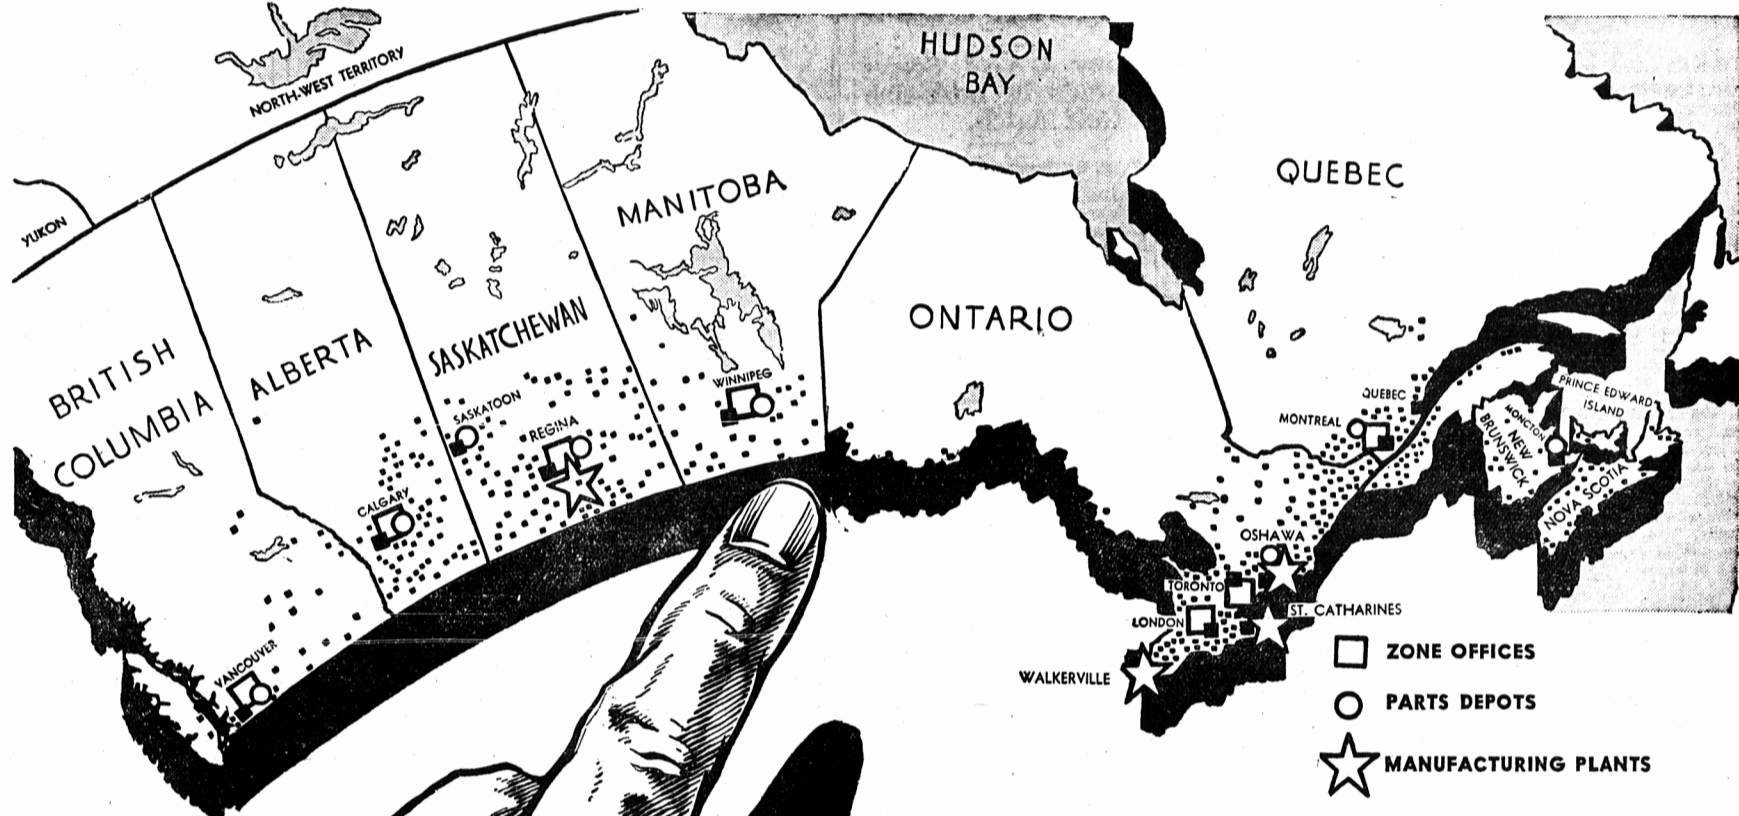 HUDSON
BAY
NORTH-WEST TERRITORY
YUKON
QUEBEC
MANITOBA
ONTARIO
BRITISH
COLUMBIA
ALBERTA
SASKATCHEWAN
WINNIPEG
SASKATOON
REGINA
CALGARY
VANCOUVER
QUEBEC
MONTREAL
PRINCE EDWARD
ISLAND
MONCTON
NEW
BRUNSWICK
NOVA SCOTIA
OSHAWA
TORONTO
LONDON
ST. CATHARINES
WALKERVILLE
ZONE OFFICES
PARTS DEPOTS
MANUFACTURING PLANTS